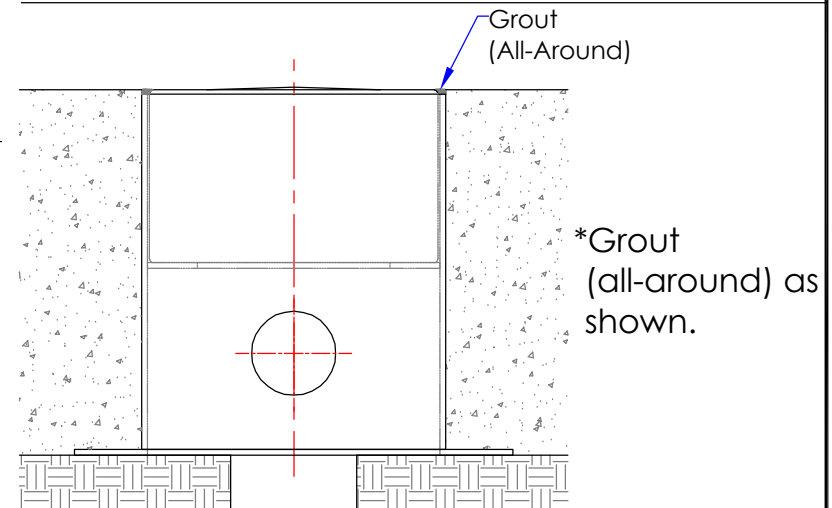 Grout
(All-Around)
*Grout
(all-around) as
shown.